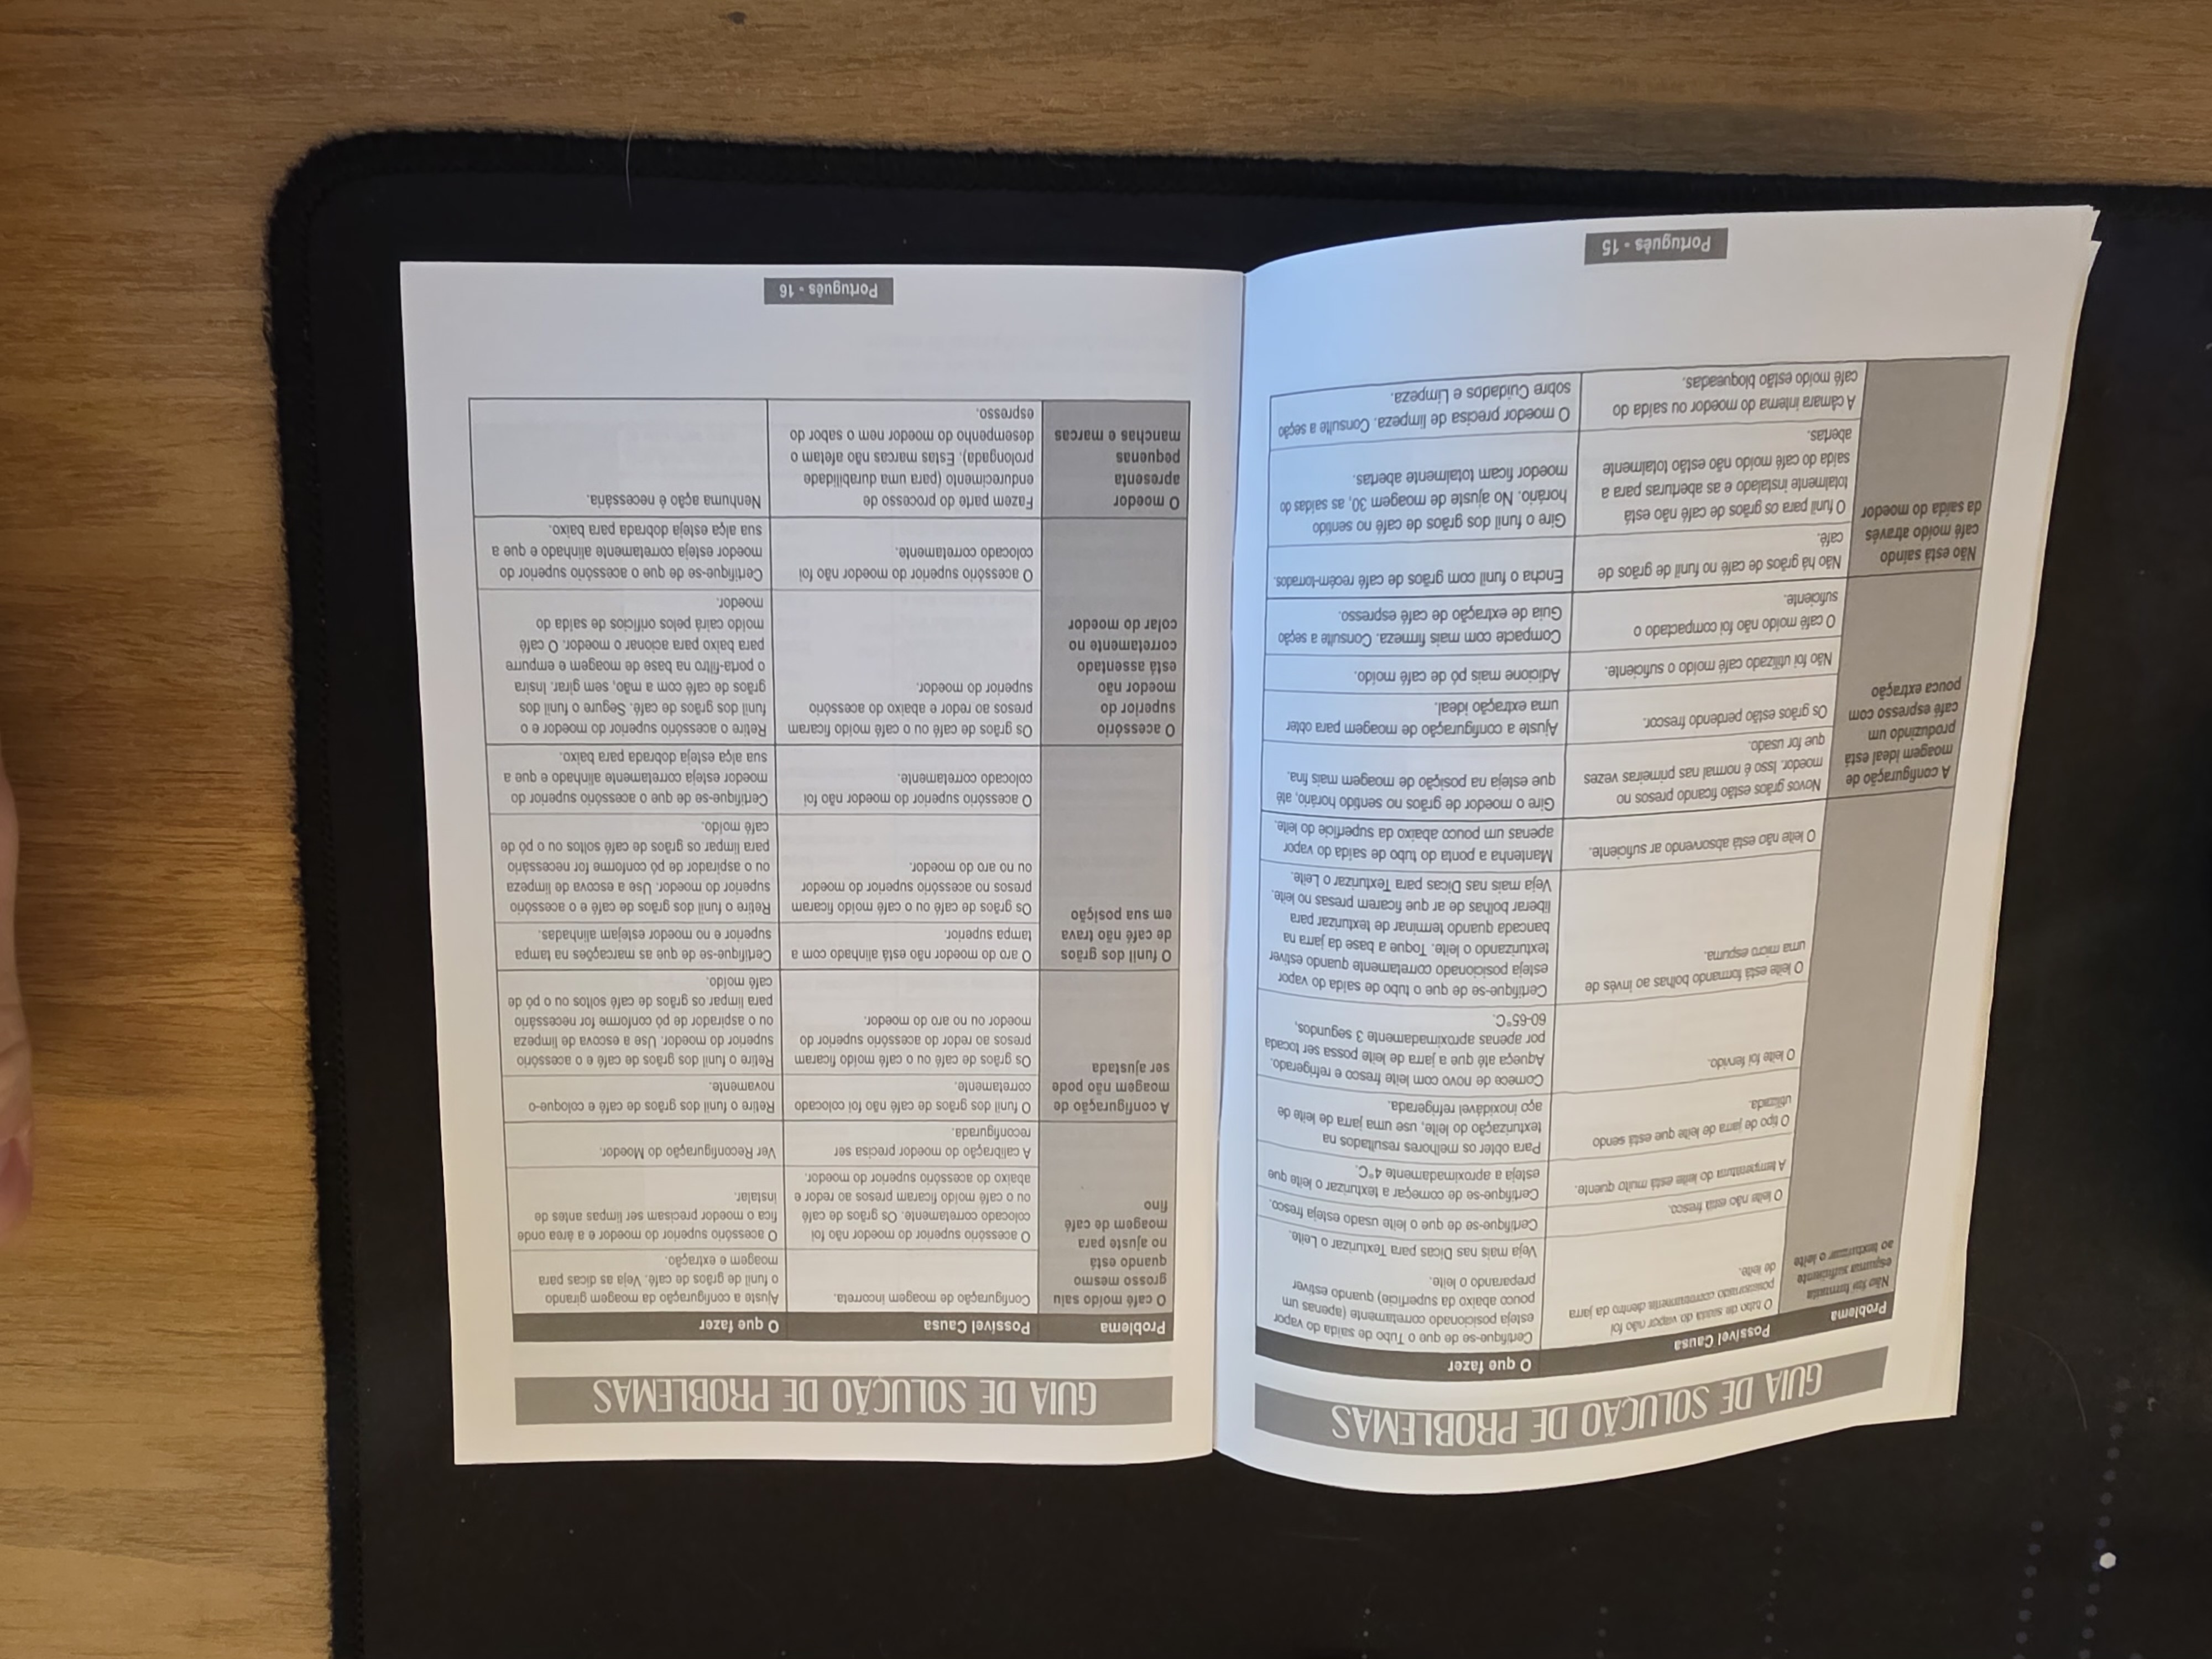 GUIA DE SOLUÇÃO DE PROBLEMAS
Problema
Possível Causa
O que fazer
Não foi formada
espuma suficiente
ao texturizar o leite
O tubo de saída do vapor não foi
posicionado corretamente dentro da jarra
de leite.
Certifique-se de que o Tubo de saída do vapor
esteja posicionado corretamente (apenas um
pouco abaixo da superfície) quando estiver
preparando o leite.
Veja mais nas Dicas para Texturizar o Leite.
O leite não está fresco.
Certifique-se de que o leite usado esteja fresco.
A temperatura do leite está muito quente.
Certifique-se de começar a texturizar o leite que
esteja a aproximadamente 4°C.
O tipo de jarra de leite que está sendo
utilizada.
Para obter os melhores resultados na
texturização do leite, use uma jarra de leite de
aço inoxidável refrigerada.
O leite foi fervido.
Comece de novo com leite fresco e refrigerado.
Aqueça até que a jarra de leite possa ser tocada
por apenas aproximadamente 3 segundos,
60-65°C.
O leite está formando bolhas ao invés de
uma micro espuma.
Certifique-se de que o tubo de saída do vapor
esteja posicionado corretamente quando estiver
texturizando o leite. Toque a base da jarra na
bancada quando terminar de texturizar para
liberar bolhas de ar que ficarem presas no leite.
Veja mais nas Dicas para Texturizar o Leite.
O leite não está absorvendo ar suficiente.
Mantenha a ponta do tubo de saída do vapor
apenas um pouco abaixo da superfície do leite.
A configuração de
moagem ideal está
produzindo um
café espresso com
pouca extração
Novos grãos estão ficando presos no
moedor. Isso é normal nas primeiras vezes
que for usado.
Gire o moedor de grãos no sentido horário, até
que esteja na posição de moagem mais fina.
Os grãos estão perdendo frescor.
Ajuste a configuração de moagem para obter
uma extração ideal.
Não foi utilizado café moído o suficiente.
Adicione mais pó de café moído.
O café moído não foi compactado o
suficiente.
Compacte com mais firmeza. Consulte a seção
Guia de extração de café espresso.
Não está saindo
café moído através
da saída do moedor
Não há grãos de café no funil de grãos de
café.
Encha o funil com grãos de café recém-torrados.
O funil para os grãos de café não está
totalmente instalado e as aberturas para a
saída do café moído não estão totalmente
abertas.
Gire o funil dos grãos de café no sentido
horário. No ajuste de moagem 30, as saídas do
moedor ficam totalmente abertas.
A câmara interna do moedor ou saída do
café moído estão bloqueadas.
O moedor precisa de limpeza. Consulte a seção
sobre Cuidados e Limpeza.
Português - 15
GUIA DE SOLUÇÃO DE PROBLEMAS
Problema
Possível Causa
O que fazer
O café moído saiu
grosso mesmo
quando está
no ajuste para
moagem de café
fino
Configuração de moagem incorreta.
Ajuste a configuração da moagem girando
o funil de grãos de café. Veja as dicas para
moagem e extração.
O acessório superior do moedor não foi
colocado corretamente. Os grãos de café
ou o café moído ficaram presos ao redor e
abaixo do acessório superior do moedor.
O acessório superior do moedor e a área onde
fica o moedor precisam ser limpas antes de
instalar.
A calibração do moedor precisa ser
reconfigurada.
Ver Reconfiguração do Moedor.
A configuração de
moagem não pode
ser ajustada
O funil dos grãos de café não foi colocado
corretamente.
Retire o funil dos grãos de café e coloque-o
novamente.
Os grãos de café ou o café moído ficaram
presos ao redor do acessório superior do
moedor ou no aro do moedor.
Retire o funil dos grãos de café e o acessório
superior do moedor. Use a escova de limpeza
ou o aspirador de pó conforme for necessário
para limpar os grãos de café soltos ou o pó de
café moído.
O funil dos grãos
de café não trava
em sua posição
O aro do moedor não está alinhado com a
tampa superior.
Certifique-se de que as marcações na tampa
superior e no moedor estejam alinhadas.
Os grãos de café ou o café moído ficaram
presos no acessório superior do moedor
ou no aro do moedor.
Retire o funil dos grãos de café e o acessório
superior do moedor. Use a escova de limpeza
ou o aspirador de pó conforme for necessário
para limpar os grãos de café soltos ou o pó de
café moído.
O acessório superior do moedor não foi
colocado corretamente.
Certifique-se de que o acessório superior do
moedor esteja corretamente alinhado e que a
sua alça esteja dobrada para baixo.
O acessório
superior do
moedor não
está assentado
corretamente no
colar do moedor
Os grãos de café ou o café moído ficaram
presos ao redor e abaixo do acessório
superior do moedor.
Retire o acessório superior do moedor e o
funil dos grãos de café. Segure o funil dos
grãos de café com a mão, sem girar. Insira
o porta-filtro na base de moagem e empurre
para baixo para acionar o moedor. O café
moído cairá pelos orifícios de saída do
moedor.
O acessório superior do moedor não foi
colocado corretamente.
Certifique-se de que o acessório superior do
moedor esteja corretamente alinhado e que a
sua alça esteja dobrada para baixo.
O moedor
apresenta
pequenas
manchas e marcas
Fazem parte do processo de
endurecimento (para uma durabilidade
prolongada). Estas marcas não afetam o
desempenho do moedor nem o sabor do
espresso.
Nenhuma ação é necessária.
Português - 16